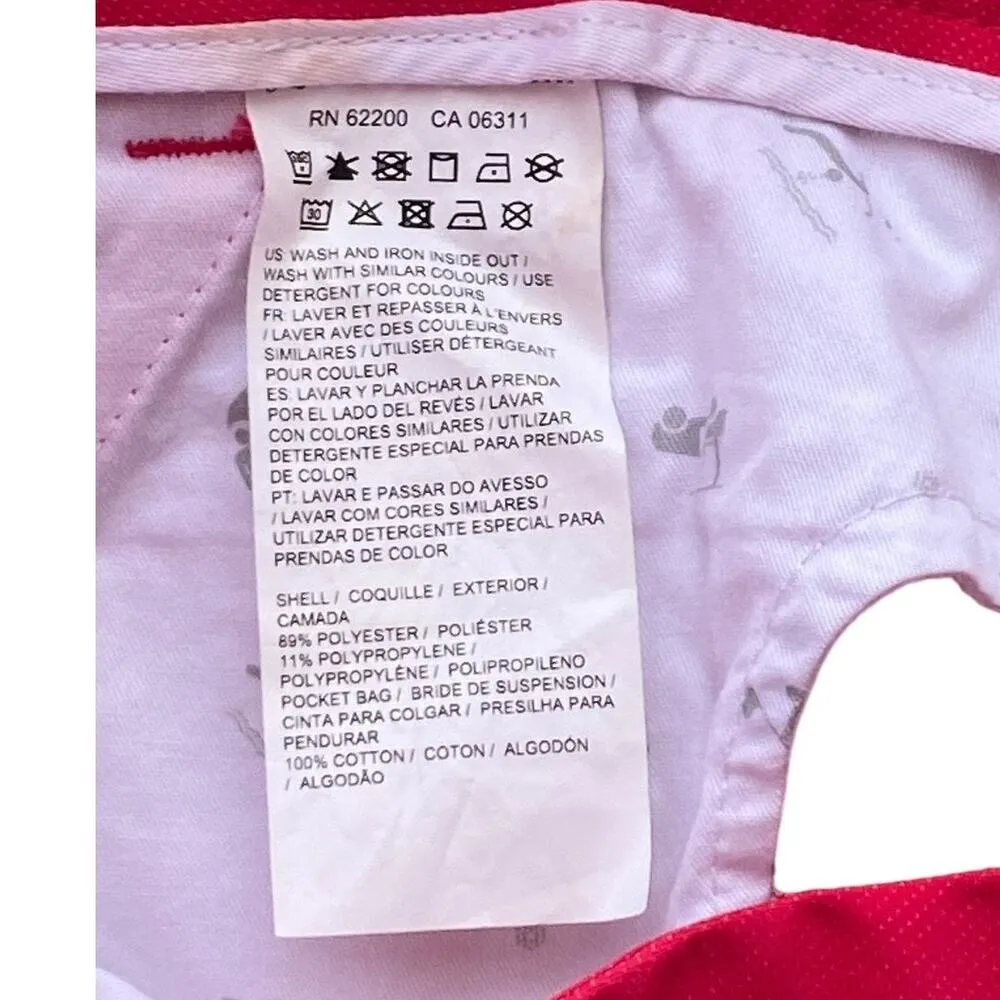 RN 62200 CA 06311
30
US: WASH AND IRON INSIDE OUT /
WASH WITH SIMILAR COLOURS / USE
DETERGENT FOR COLOURS
FR: LAVER ET REPASSER À L'ENVERS
/ LAVER AVEC DES COULEURS
SIMILAIRES / UTILISER DÉTERGEANT
POUR COULEUR
ES: LAVAR Y PLANCHAR LA PRENDA
POR EL LADO DEL REVÉS / LAVAR
CON COLORES SIMILARES / UTILIZAR
DETERGENTE ESPECIAL PARA PRENDAS
DE COLOR
PT: LAVAR E PASSAR DO AVESSO
/ LAVAR COM CORES SIMILARES /
UTILIZAR DETERGENTE ESPECIAL PARA
PRENDAS DE COLOR
SHELL / COQUILLE / EXTERIOR /
CAMADA
89% POLYESTER / POLIÉSTER
11% POLYPROPYLENE /
POLYPROPYLÈNE / POLIPROPILENO
POCKET BAG / BRIDE DE SUSPENSION /
CINTA PARA COLGAR / PRESILHA PARA
PENDURAR
100% COTTON / COTON / ALGODÓN
/ ALGODÃO